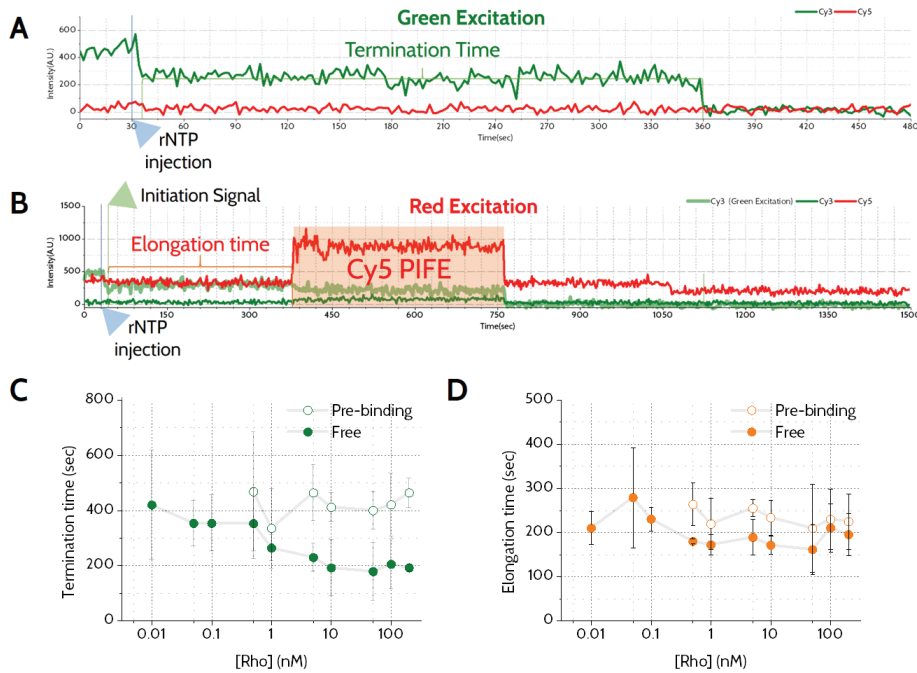 A
Green Excitation
Cy3 Cy5
Termination Time
Intensity(A.U.)
600
400
200
0
0 30 60 90 120 150 180 210 240 270 300 330 360 390 420 450 480
Time(sec)
rNTP
injection
Initiation Signal
B
Red Excitation
Cy3 (Green Excitation) Cy3 Cy5
Elongation time
Cy5 PIFE
Intensity(A.U.)
1500
1000
500
0
0 150 300 450 600 750 900 1050 1200 1350 1500
Time(sec)
rNTP
injection
C
Pre-binding
Free
Termination time (sec)
800
600
400
200
0
0.01 0.1 1 10 100
[Rho] (nM)
D
Pre-binding
Free
Elongation time (sec)
500
400
300
200
100
0
0.01 0.1 1 10 100
[Rho] (nM)